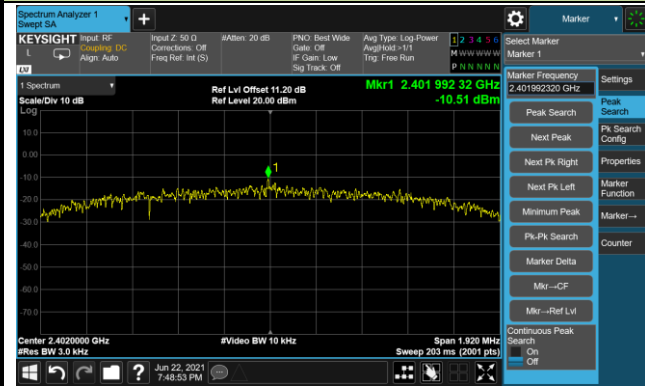 Spectrum Analyzer 1
Swept SA
Marker
KEYSIGHT
L
LXI
Input: RF
Coupling: DC
Align: Auto
Input Z: 50 Ω
Corrections: Off
Freq Ref: Int (S)
#Atten: 20 dB
PNO: Best Wide
Gate: Off
IF Gain: Low
Sig Track: Off
Avg Type: Log-Power
Avg|Hold:>1/1
Trig: Free Run
1 2 3 4 5 6
M W W W W W
P N N N N N
Select Marker
Marker 1
1 Spectrum
Scale/Div 10 dB
Log
Ref Lvl Offset 11.20 dB
Ref Level 20.00 dBm
Mkr1 2.401 992 32 GHz
-10.51 dBm
10.0
0.00
-10.0
-20.0
-30.0
-40.0
-50.0
-60.0
-70.0
1
Center 2.4020000 GHz
#Res BW 3.0 kHz
#Video BW 10 kHz
Span 1.920 MHz
Sweep 203 ms (2001 pts)
Marker Frequency
2.401992320 GHz
Peak Search
Next Peak
Next Pk Right
Next Pk Left
Minimum Peak
Pk-Pk Search
Marker Delta
Mkr→CF
Mkr→Ref Lvl
Continuous Peak
Search
On
Off
Settings
Peak
Search
Pk Search
Config
Properties
Marker
Function
Marker→
Counter
Jun 22, 2021
7:48:53 PM